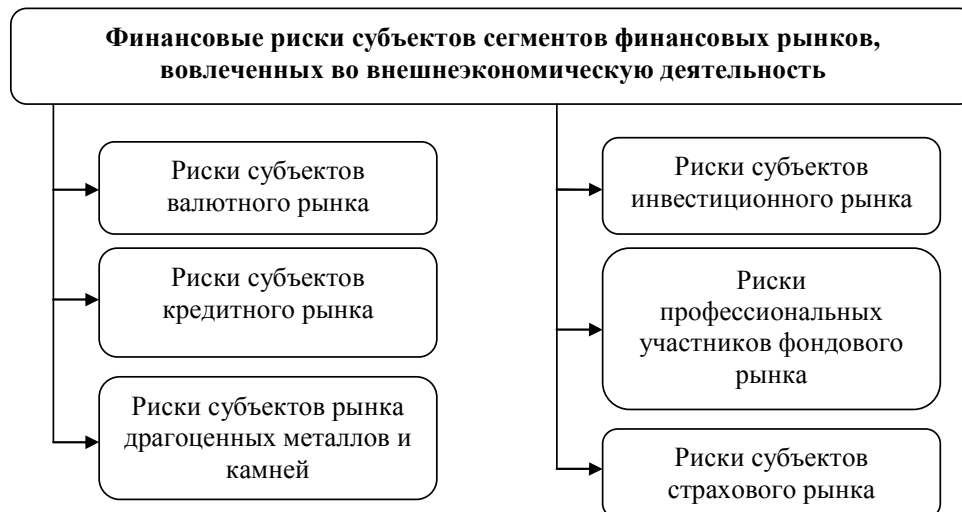 Финансовые риски субъектов сегментов финансовых рынков,
вовлеченных во внешнеэкономическую деятельность
Риски субъектов
валютного рынка
Риски субъектов
кредитного рынка
Риски субъектов рынка
драгоценных металлов и
камней
Риски субъектов
инвестиционного рынка
Риски
профессиональных
участников фондового
рынка
Риски субъектов
страхового рынка